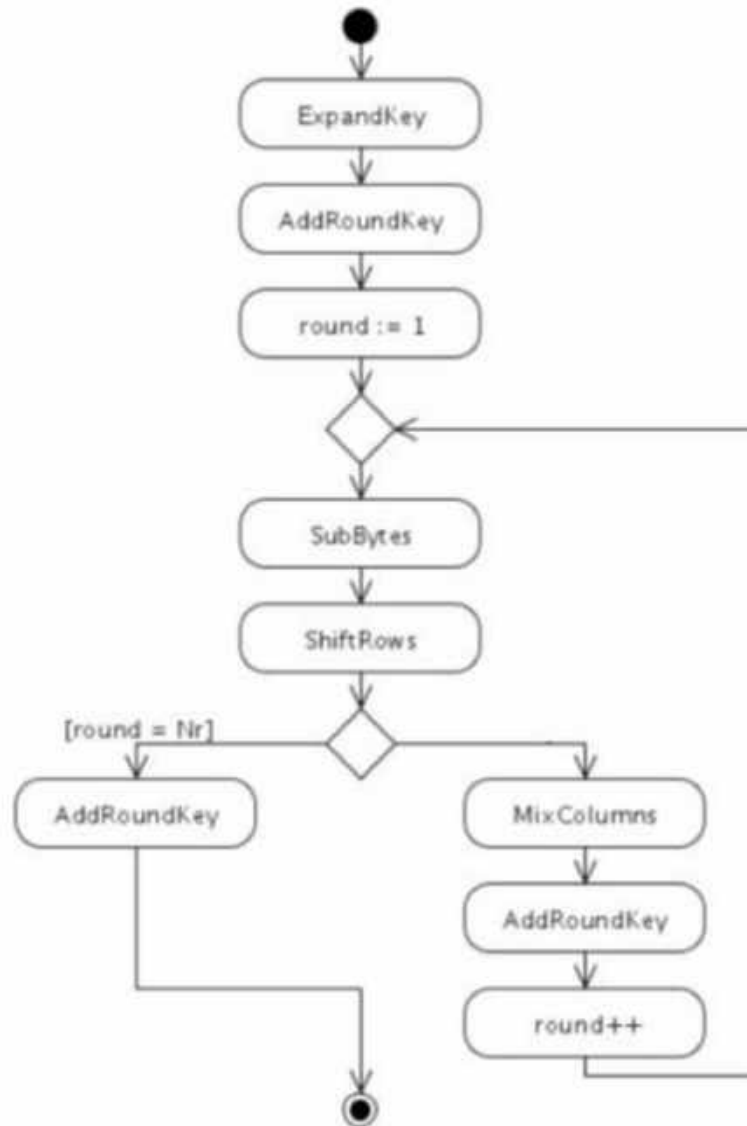 ExpandKey
AddRoundKey
round := 1
SubBytes
ShiftRows
[round = Nr]
AddRoundKey
MixColumns
AddRoundKey
round++